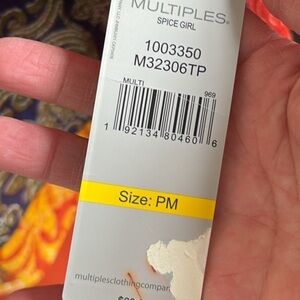 MULTIPLES®
SPICE GIRL
1003350
M32306TP
MULTI 969
1 92134 80460 6
Size: PM
multiplesclothingcompan